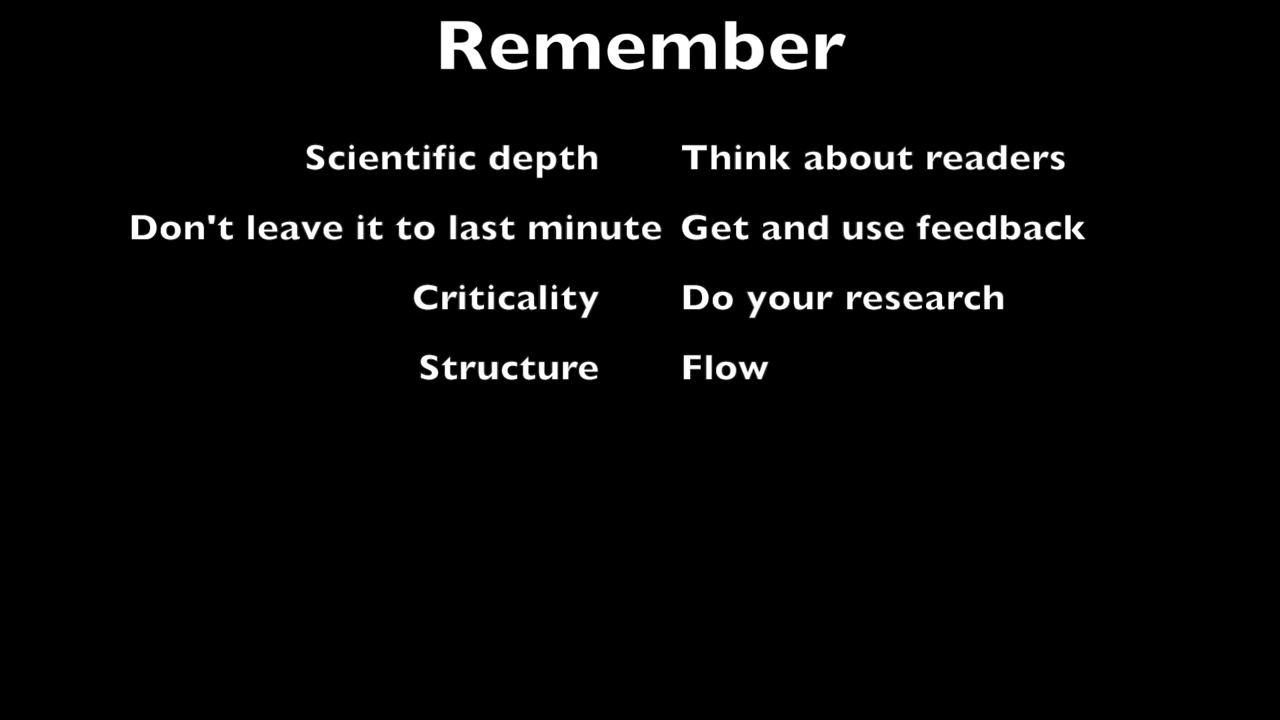 Remember
Scientific depth Think about readers
Don't leave it to last minute Get and use feedback
Criticality Do your research
Structure Flow